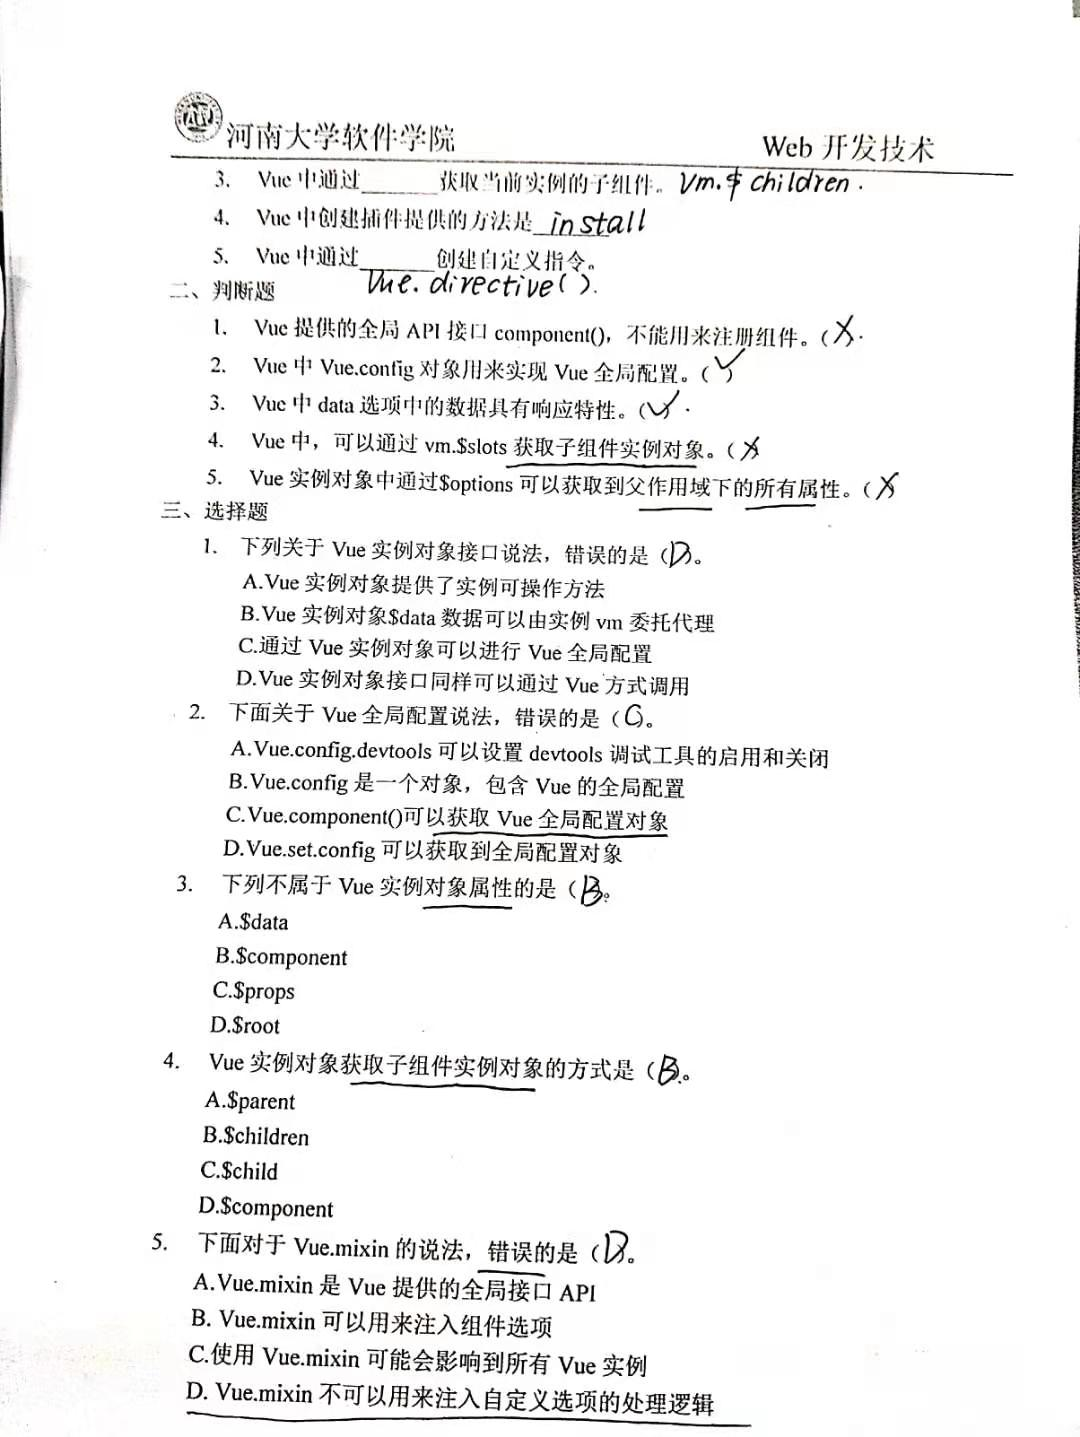 河南大学软件学院 Web 开发技术
3. Vue 中通过______获取当前实例的子组件。Vm.$ children .
4. Vue 中创建插件提供的方法是 install
5. Vue 中通过______创建自定义指令。
Vue. directive( ).
二、判断题
1. Vue 提供的全局 API 接口 component()，不能用来注册组件。(X.
2. Vue 中 Vue.config 对象用来实现 Vue 全局配置。(✓)
3. Vue 中 data 选项中的数据具有响应特性。(✓) .
4. Vue 中，可以通过 vm.$slots 获取子组件实例对象。(X
5. Vue 实例对象中通过$options 可以获取到父作用域下的所有属性。(X
三、选择题
1. 下列关于 Vue 实例对象接口说法，错误的是（D。
A.Vue 实例对象提供了实例可操作方法
B.Vue 实例对象$data 数据可以由实例 vm 委托代理
C.通过 Vue 实例对象可以进行 Vue 全局配置
D.Vue 实例对象接口同样可以通过 Vue 方式调用
2. 下面关于 Vue 全局配置说法，错误的是（C。
A.Vue.config.devtools 可以设置 devtools 调试工具的启用和关闭
B.Vue.config 是一个对象，包含 Vue 的全局配置
C.Vue.component()可以获取 Vue 全局配置对象
D.Vue.set.config 可以获取到全局配置对象
3. 下列不属于 Vue 实例对象属性的是（B。
A.$data
B.$component
C.$props
D.$root
4. Vue 实例对象获取子组件实例对象的方式是（B。
A.$parent
B.$children
C.$child
D.$component
5. 下面对于 Vue.mixin 的说法，错误的是（D。
A.Vue.mixin 是 Vue 提供的全局接口 API
B. Vue.mixin 可以用来注入组件选项
C.使用 Vue.mixin 可能会影响到所有 Vue 实例
D. Vue.mixin 不可以用来注入自定义选项的处理逻辑